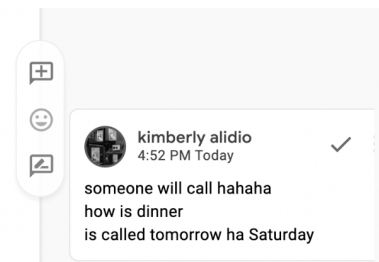 kimberly alidio
4:52 PM Today
someone will call hahaha
how is dinner
is called tomorrow ha Saturday